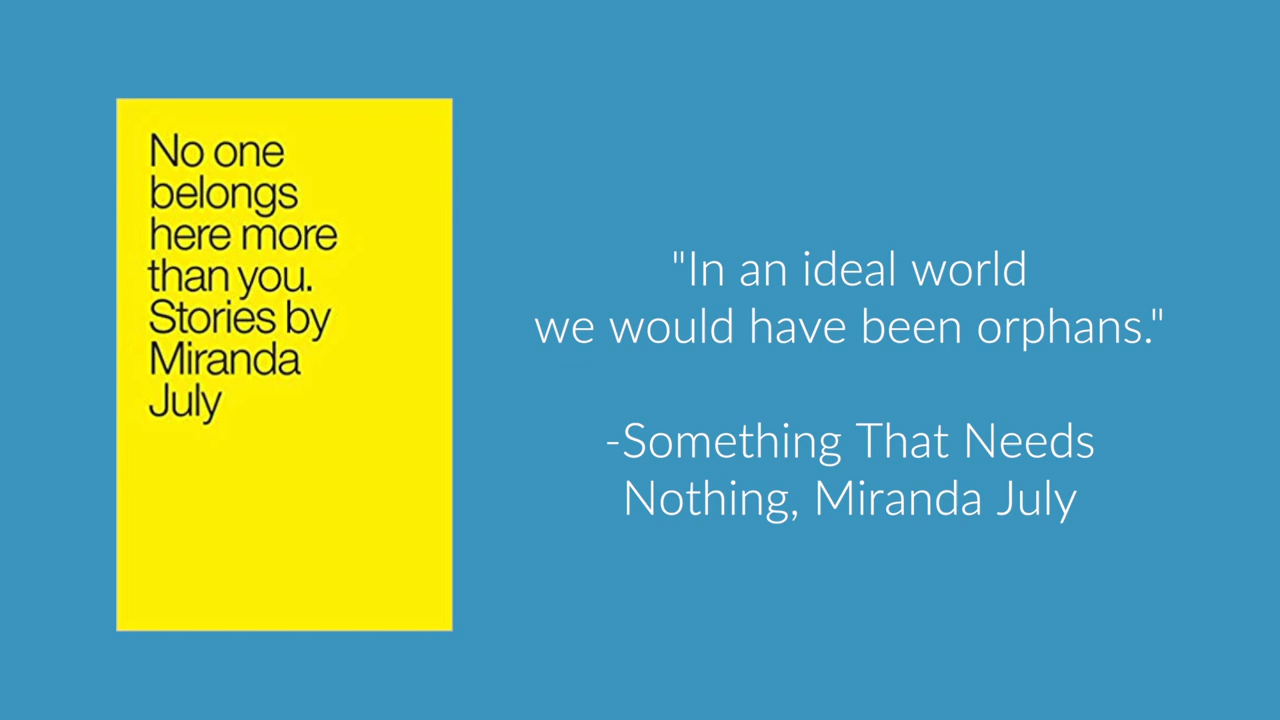 No one
belongs
here more
than you.
Stories by
Miranda
July
"In an ideal world
we would have been orphans."
-Something That Needs
Nothing, Miranda July